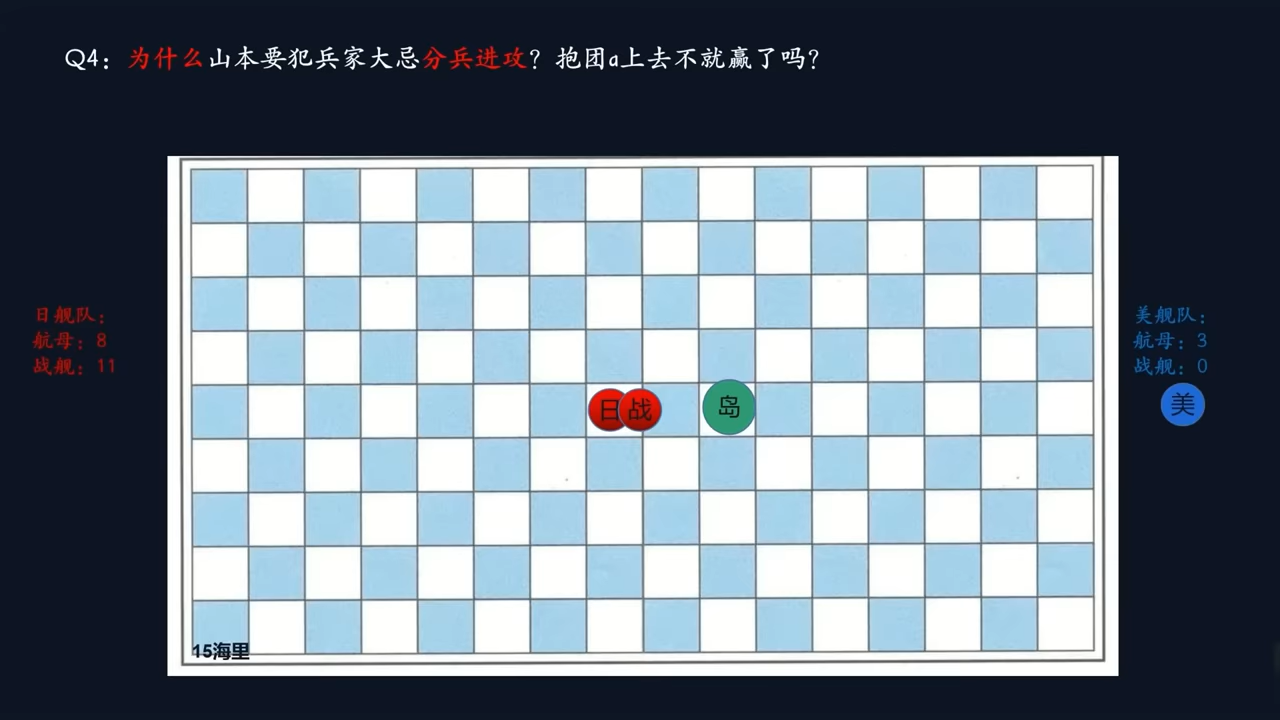 Q4：为什么山本要犯兵家大忌分兵进攻？抱团a上去不就赢了吗？
日舰队：
航母：8
战舰：11
美舰队：
航母：3
战舰：0
日
战
岛
美
15海里